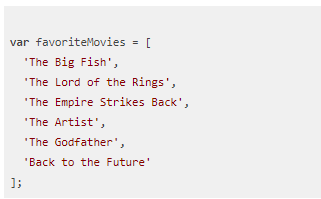 var favoriteMovies = [
  'The Big Fish',
  'The Lord of the Rings',
  'The Empire Strikes Back',
  'The Artist',
  'The Godfather',
  'Back to the Future'
];